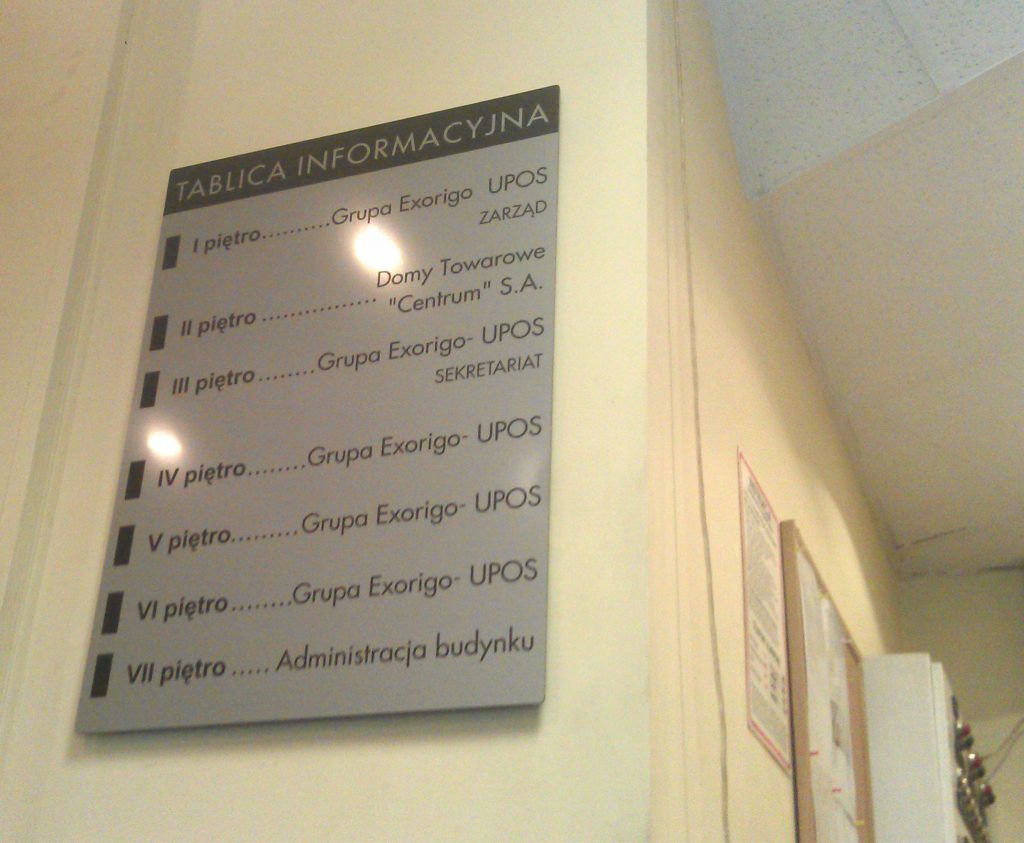 TABLICA INFORMACYJNA
I piętro..........Grupa Exorigo UPOS
ZARZĄD
Domy Towarowe
II piętro ................. "Centrum" S.A.
III piętro........Grupa Exorigo- UPOS
SEKRETARIAT
IV piętro........Grupa Exorigo- UPOS
V piętro..........Grupa Exorigo- UPOS
VI piętro........Grupa Exorigo- UPOS
VII piętro ..... Administracja budynku